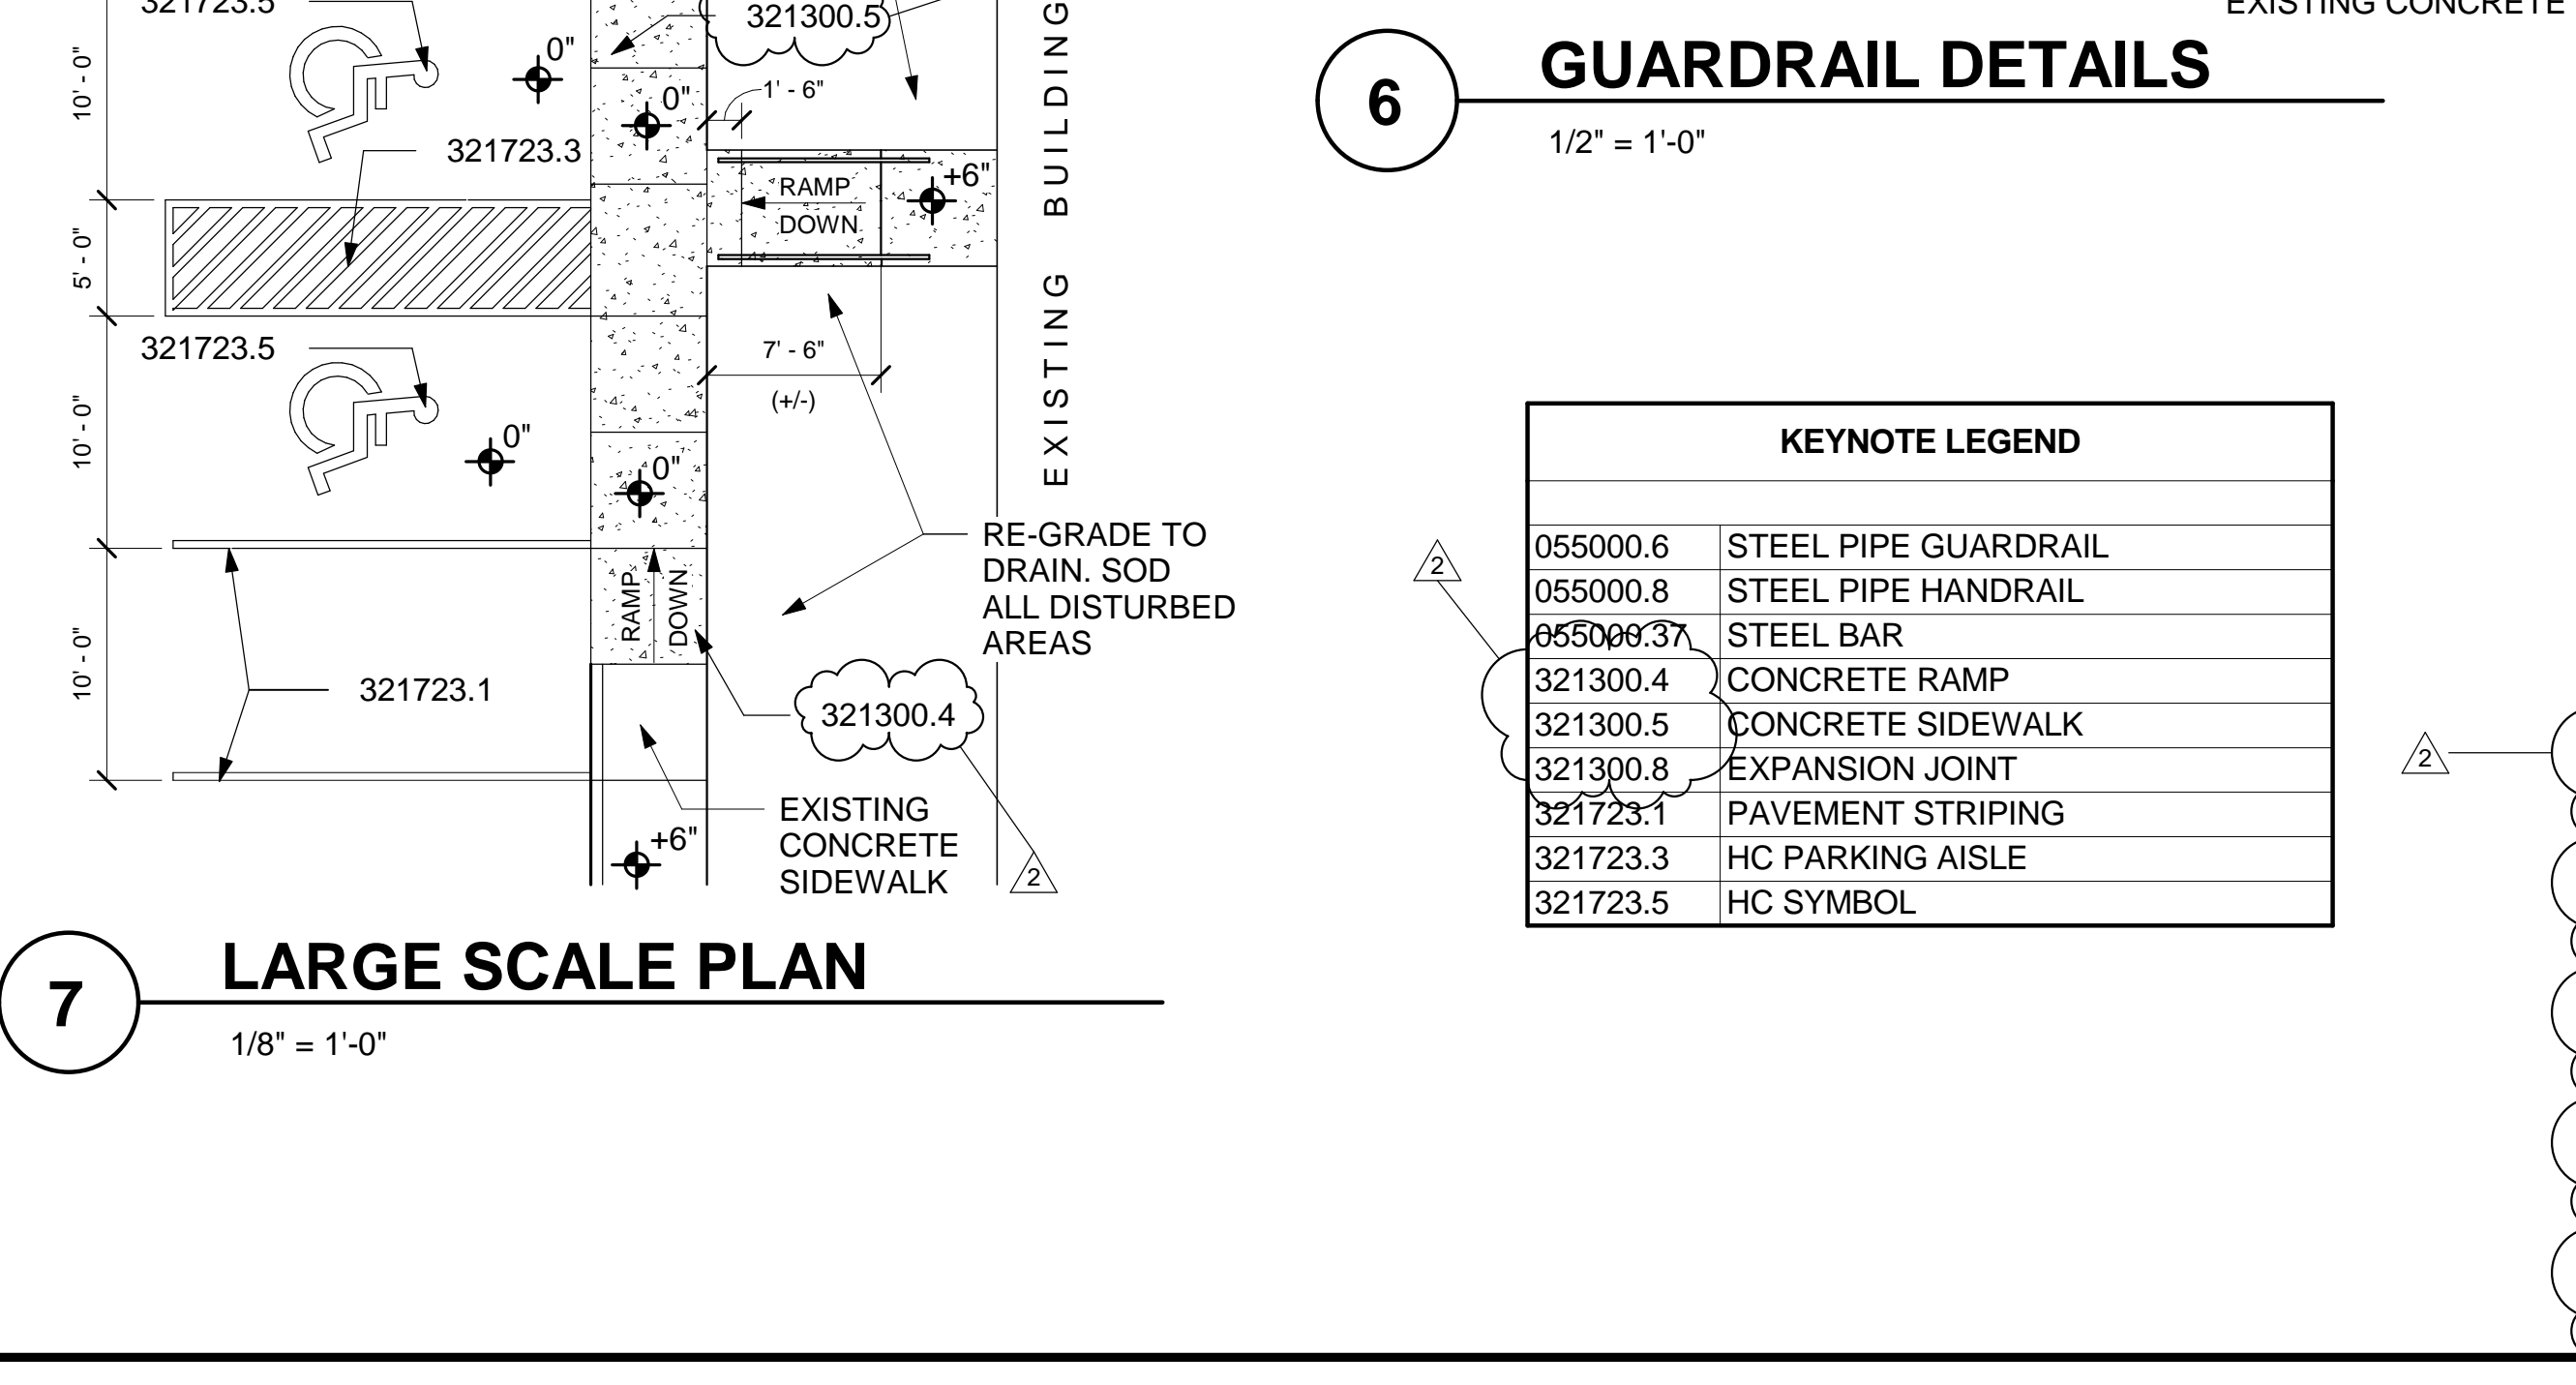 321723.5
10' - 0"
0"
321300.5
0"
1' - 6"
321723.3
RAMP
DOWN
+6"
5' - 0"
EXISTING BUILDING
321723.5
7' - 6"
(+/-)
10' - 0"
0"
0"
RE-GRADE TO
DRAIN. SOD
ALL DISTURBED
AREAS
RAMP
DOWN
10' - 0"
321723.1
321300.4
EXISTING
CONCRETE
SIDEWALK
+6"
2
7
LARGE SCALE PLAN
1/8" = 1'-0"
EXISTING CONCRETE
6
GUARDRAIL DETAILS
1/2" = 1'-0"
KEYNOTE LEGEND
055000.6 STEEL PIPE GUARDRAIL
055000.8 STEEL PIPE HANDRAIL
055000.37 STEEL BAR
321300.4 CONCRETE RAMP
321300.5 CONCRETE SIDEWALK
321300.8 EXPANSION JOINT
321723.1 PAVEMENT STRIPING
321723.3 HC PARKING AISLE
321723.5 HC SYMBOL
2
2